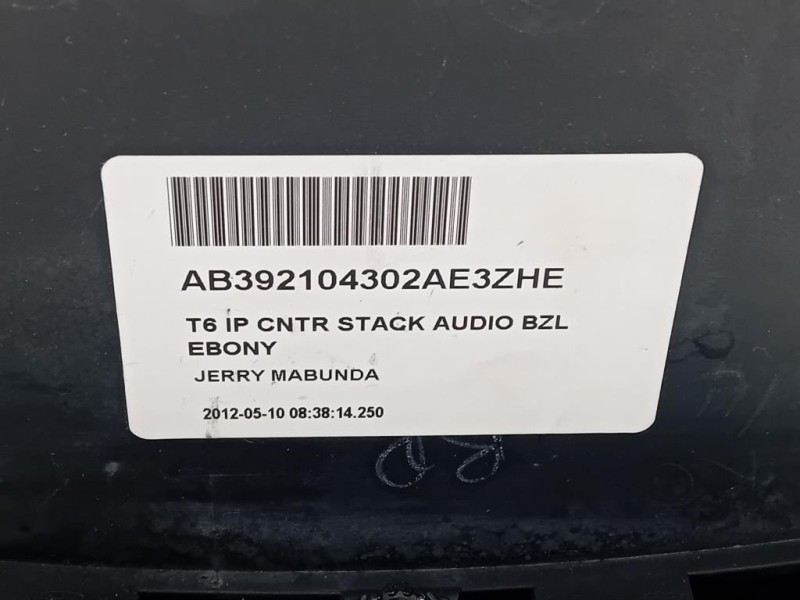 AB392104302AE3ZHE
T6 IP CNTR STACK AUDIO BZL
EBONY
JERRY MABUNDA
2012-05-10 08:38:14.250